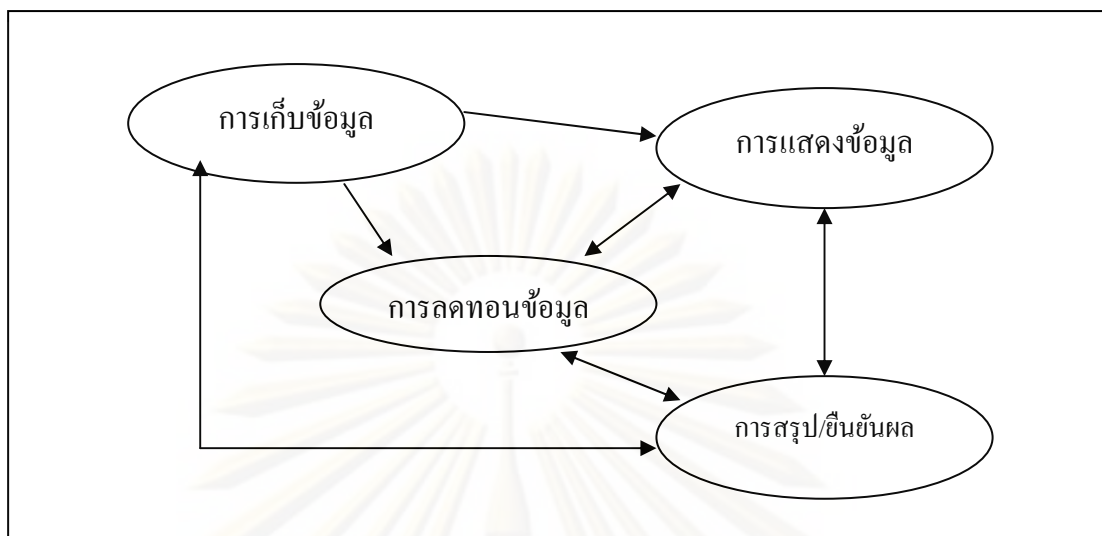 การเก็บข้อมูล
การแสดงข้อมูล
การลดทอนข้อมูล
การสรุป/ยืนยันผล